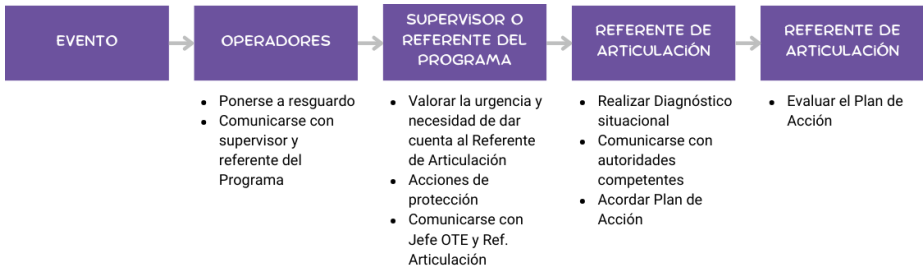 EVENTO
OPERADORES
SUPERVISOR O
REFERENTE DEL
PROGRAMA
REFERENTE DE
ARTICULACIÓN
REFERENTE DE
ARTICULACIÓN
• Ponerse a resguardo
• Comunicarse con
supervisor y
referente del
Programa
• Valorar la urgencia y
necesidad de dar
cuenta al Referente
de Articulación
• Acciones de
protección
• Comunicarse con
Jefe OTE y Ref.
Articulación
• Realizar Diagnóstico
situacional
• Comunicarse con
autoridades
competentes
• Acordar Plan de
Acción
• Evaluar el Plan de
Acción